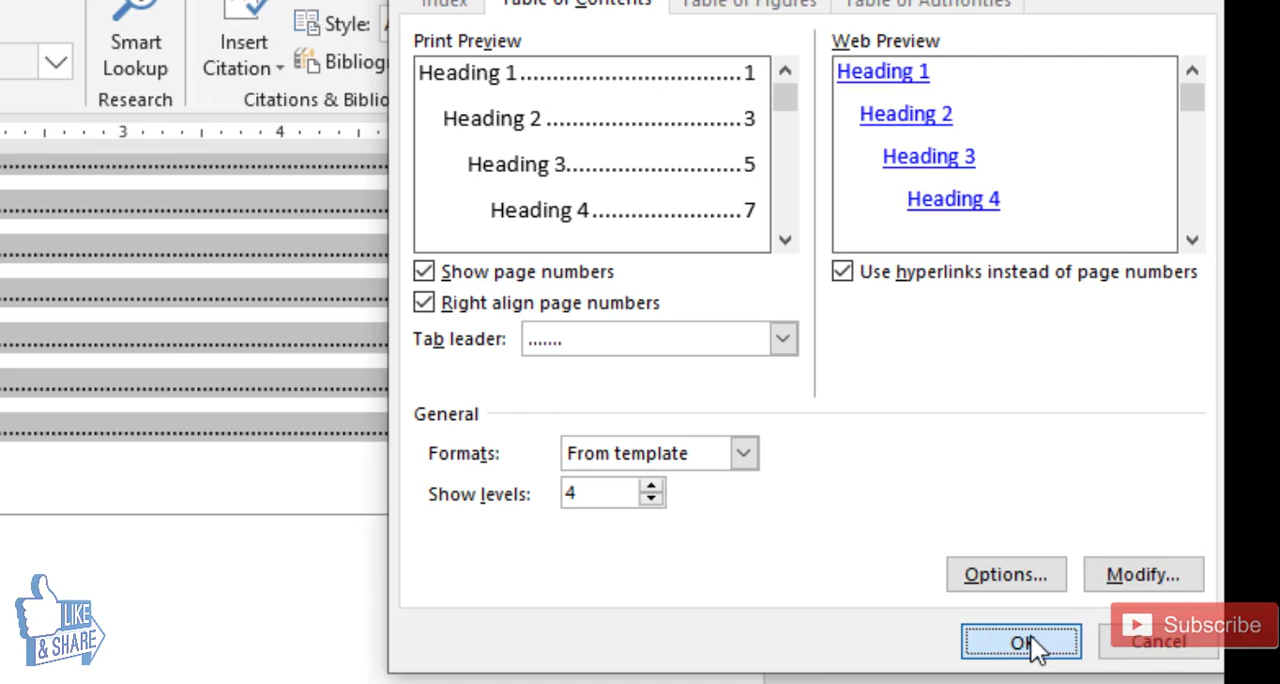 Index Table of Contents Table of Figures Table of Authorities
Smart
Lookup
Research
Insert
Citation
Style:
Citations & Biblio
3 4
Print Preview
Heading 1.......................................1
Heading 2..................................3
Heading 3..............................5
Heading 4.........................7
Web Preview
Heading 1
Heading 2
Heading 3
Heading 4
Show page numbers
Right align page numbers
Tab leader: .......
Use hyperlinks instead of page numbers
General
Formats: From template
Show levels: 4
Options... Modify...
OK Cancel
Subscribe
LIKE
& SHARE